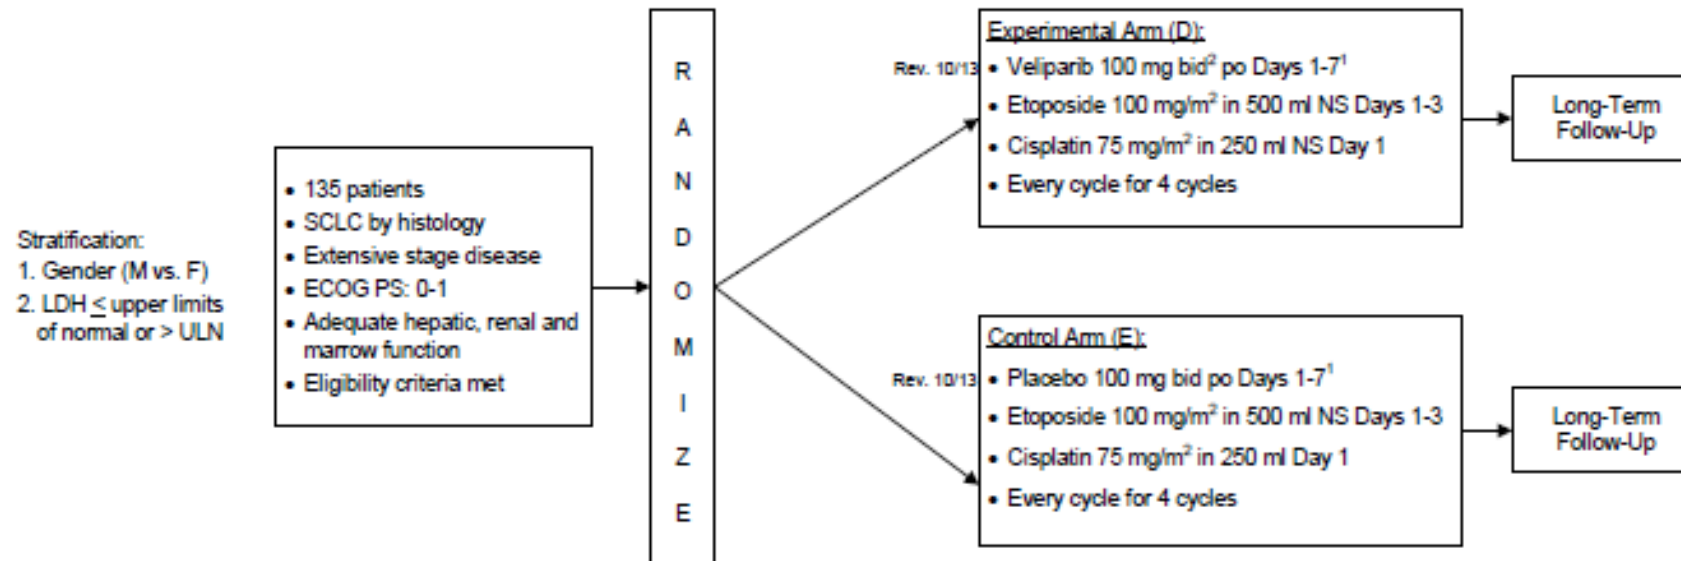 Stratification:
1. Gender (M vs. F)
2. LDH ≤ upper limits
of normal or > ULN
• 135 patients
• SCLC by histology
• Extensive stage disease
• ECOG PS: 0-1
• Adequate hepatic, renal and
marrow function
• Eligibility criteria met
R
A
N
D
O
M
I
Z
E
Experimental Arm (D):
Rev. 10/13 • Veliparib 100 mg bid² po Days 1-7¹
• Etoposide 100 mg/m² in 500 ml NS Days 1-3
• Cisplatin 75 mg/m² in 250 ml NS Day 1
• Every cycle for 4 cycles
Long-Term
Follow-Up
Control Arm (E):
Rev. 10/13 • Placebo 100 mg bid po Days 1-7¹
• Etoposide 100 mg/m² in 500 ml NS Days 1-3
• Cisplatin 75 mg/m² in 250 ml Day 1
• Every cycle for 4 cycles
Long-Term
Follow-Up